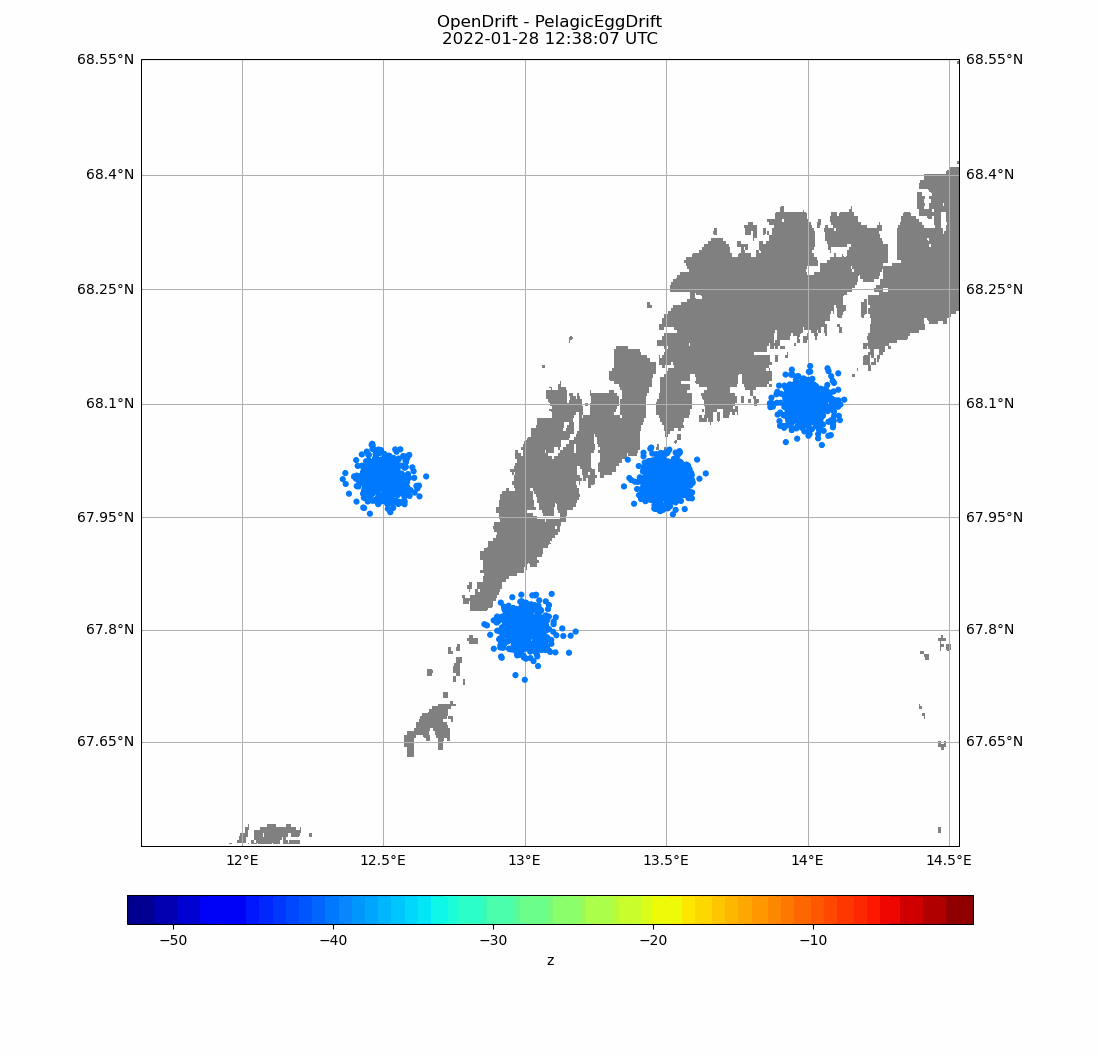 OpenDrift - PelagicEggDrift
2022-01-28 12:38:07 UTC
68.55°N 68.55°N
68.4°N 68.4°N
68.25°N 68.25°N
68.1°N 68.1°N
67.95°N 67.95°N
67.8°N 67.8°N
67.65°N 67.65°N
12°E 12.5°E 13°E 13.5°E 14°E 14.5°E
−50 −40 −30 −20 −10
z